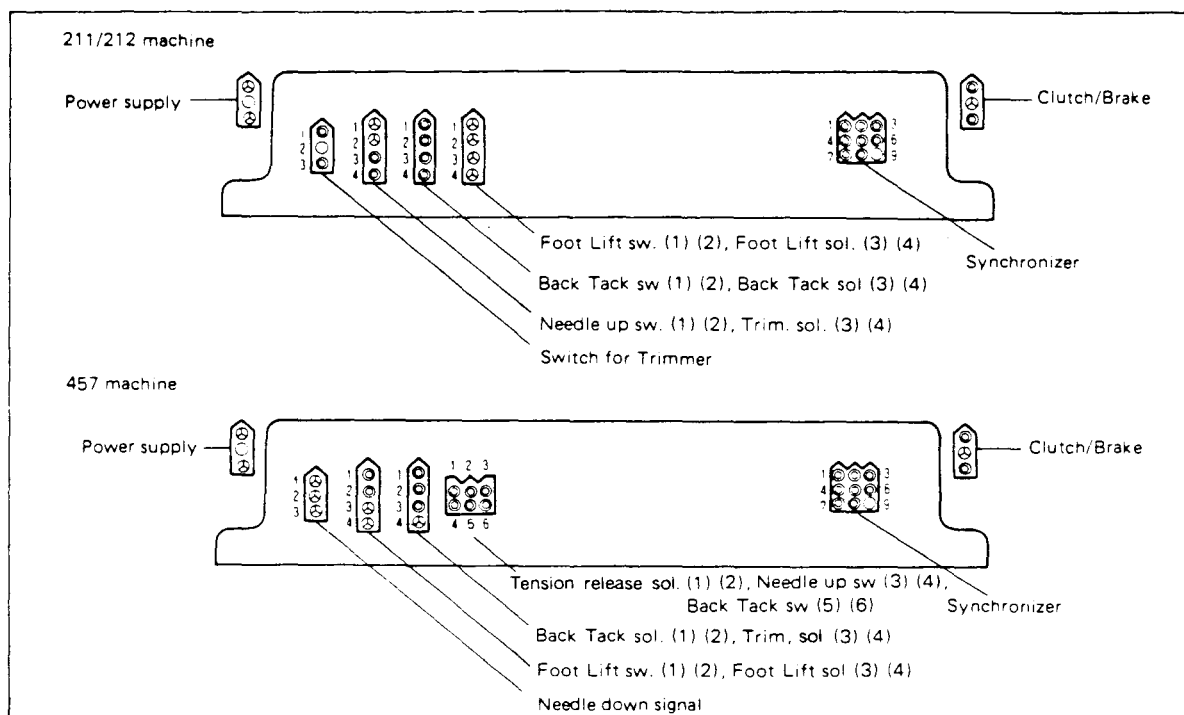 211/212 machine
Power supply
Clutch/Brake
1
2
3
1
2
3
4
1
2
3
4
1
2
3
4
1 3
4 6
7 9
Foot Lift sw. (1) (2), Foot Lift sol. (3) (4)
Synchronizer
Back Tack sw (1) (2), Back Tack sol (3) (4)
Needle up sw. (1) (2), Trim. sol. (3) (4)
Switch for Trimmer
457 machine
Power supply
Clutch/Brake
1
2
3
1
2
3
4
1
2
3
4
1 2 3
4 5 6
1 3
4 6
7 9
Tension release sol. (1) (2), Needle up sw (3) (4),
Back Tack sw (5) (6)
Synchronizer
Back Tack sol. (1) (2), Trim, sol (3) (4)
Foot Lift sw. (1) (2), Foot Lift sol (3) (4)
Needle down signal